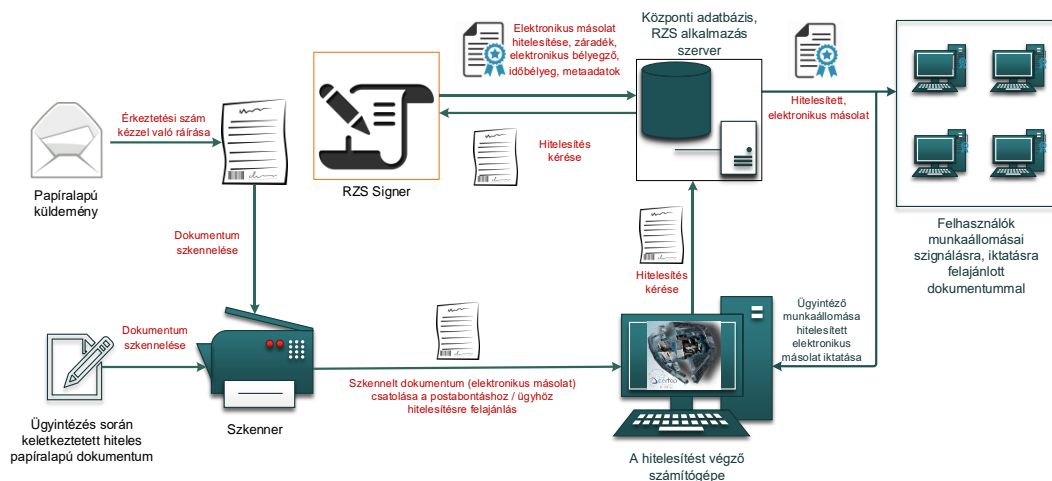 Érkeztetési szám
kézzel való ráírása
Papíralapú
küldemény
RZS Signer
Elektronikus másolat
hitelesítése, záradék,
elektronikus bélyegző,
időbélyeg, metaadatok
Hitelesítés
kérése
Központi adatbázis,
RZS alkalmazás
szerver
Hitelesített,
elektronikus másolat
Felhasználók
munkaállomásai
szignálásra, iktatásra
felajánlott
dokumentummal
Dokumentum
szkennelése
Hitelesítés
kérése
Ügyintéző
munkaállomása
hitelesített
elektronikus
másolat iktatása
Dokumentum
szkennelése
Ügyintézés során
keletkeztetett hiteles
papíralapú dokumentum
Szkenner
Szkennelt dokumentum (elektronikus másolat)
csatolása a postabontáshoz / ügyhöz
hitelesítésre felajánlás
A hitelesítést végző
számítógépe